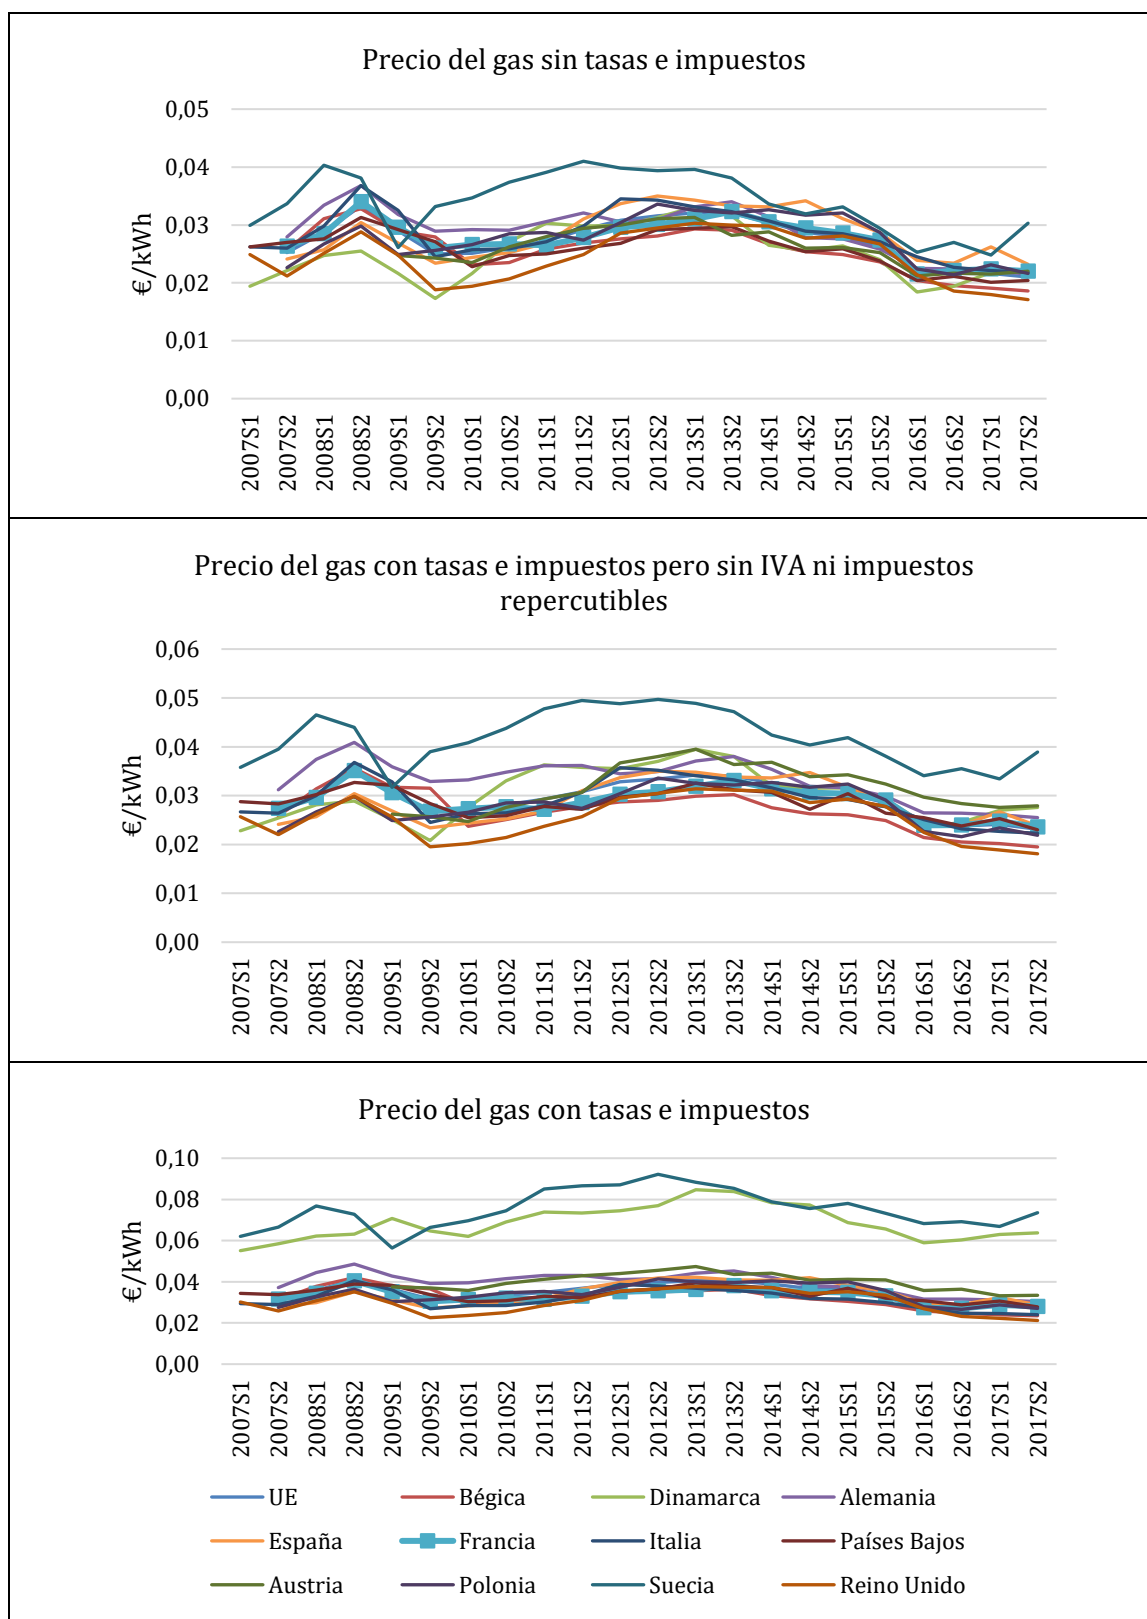 Precio del gas sin tasas e impuestos
0,05
0,04
0,03
0,02
0,01
0,00
€/kWh
2007S1
2007S2
2008S1
2008S2
2009S1
2009S2
2010S1
2010S2
2011S1
2011S2
2012S1
2012S2
2013S1
2013S2
2014S1
2014S2
2015S1
2015S2
2016S1
2016S2
2017S1
2017S2
Precio del gas con tasas e impuestos pero sin IVA ni impuestos
repercutibles
0,06
0,05
0,04
0,03
0,02
0,01
0,00
€/kWh
2007S1
2007S2
2008S1
2008S2
2009S1
2009S2
2010S1
2010S2
2011S1
2011S2
2012S1
2012S2
2013S1
2013S2
2014S1
2014S2
2015S1
2015S2
2016S1
2016S2
2017S1
2017S2
Precio del gas con tasas e impuestos
0,10
0,08
0,06
0,04
0,02
0,00
€/kWh
2007S1
2007S2
2008S1
2008S2
2009S1
2009S2
2010S1
2010S2
2011S1
2011S2
2012S1
2012S2
2013S1
2013S2
2014S1
2014S2
2015S1
2015S2
2016S1
2016S2
2017S1
2017S2
UE Bégica Dinamarca Alemania
España Francia Italia Países Bajos
Austria Polonia Suecia Reino Unido